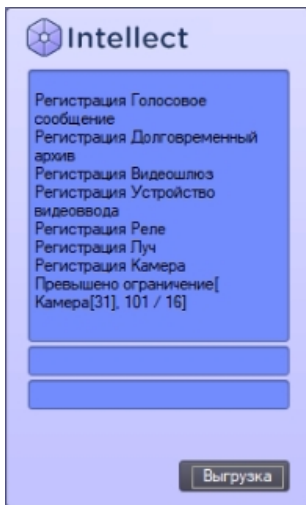 Intellect
Регистрация Голосовое
сообщение
Регистрация Долговременный
архив
Регистрация Видеошлюз
Регистрация Устройство
видеоввода
Регистрация Реле
Регистрация Луч
Регистрация Камера
Превышено ограничение[
Камера[31], 101 / 16]
Выгрузка